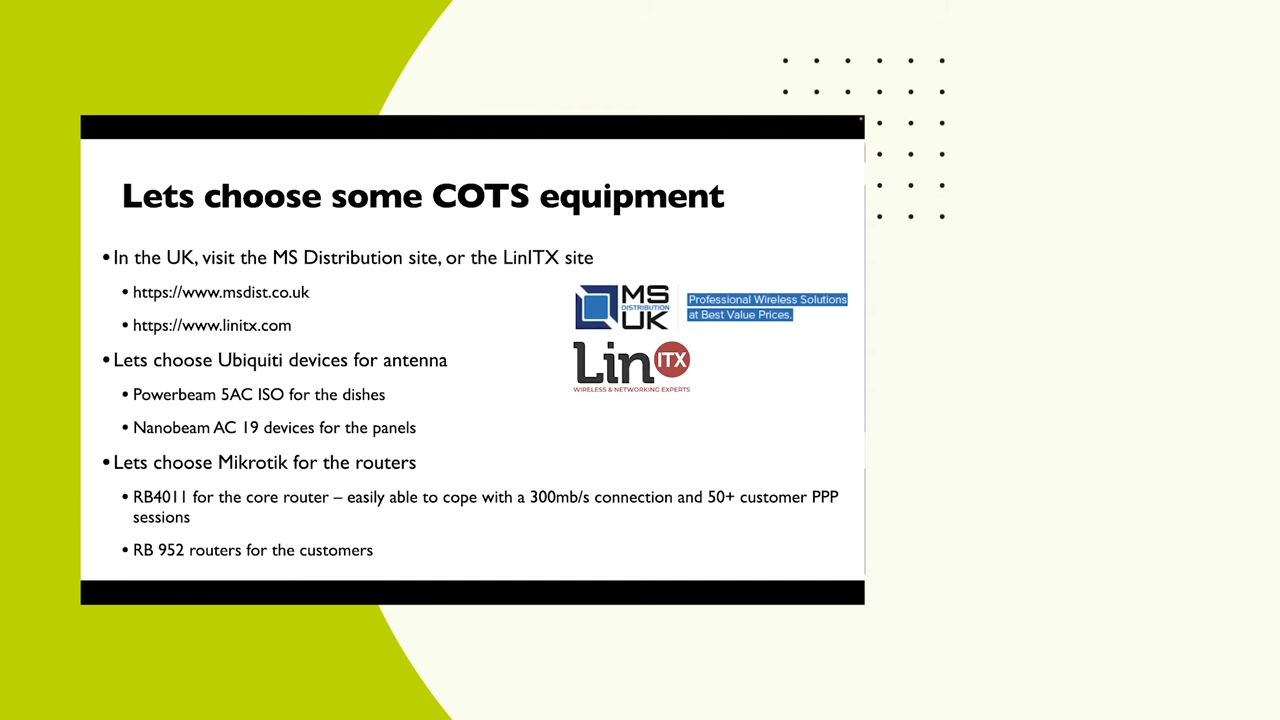 Lets choose some COTS equipment
• In the UK, visit the MS Distribution site, or the LinITX site
• https://www.msdist.co.uk
• https://www.linitx.com
MS
DISTRIBUTION
UK
Professional Wireless Solutions
at Best Value Prices.
Lin ITX
WIRELESS & NETWORKING EXPERTS
• Lets choose Ubiquiti devices for antenna
• Powerbeam 5AC ISO for the dishes
• Nanobeam AC 19 devices for the panels
• Lets choose Mikrotik for the routers
• RB4011 for the core router – easily able to cope with a 300mb/s connection and 50+ customer PPP
sessions
• RB 952 routers for the customers